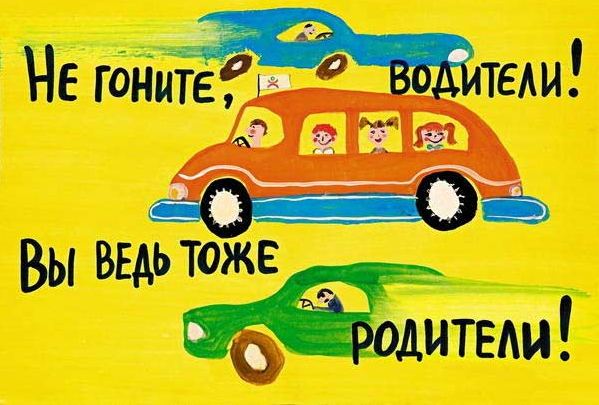 Не гоните, водители!
Вы ведь тоже
родители!